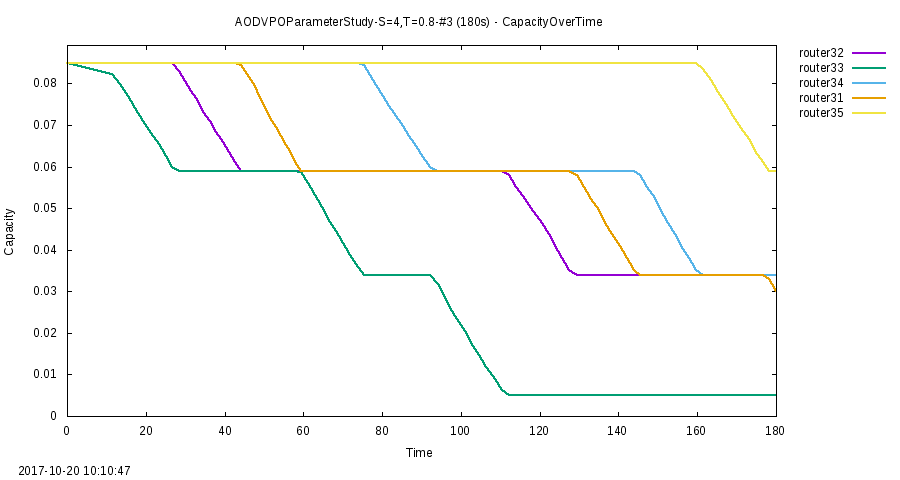 AODVPOParameterStudy-S=4,T=0.8-#3 (180s) - CapacityOverTime
router32
router33
router34
router31
router35
0.08
0.07
0.06
0.05
0.04
0.03
0.02
0.01
0
Capacity
0 20 40 60 80 100 120 140 160 180
Time
2017-10-20 10:10:47